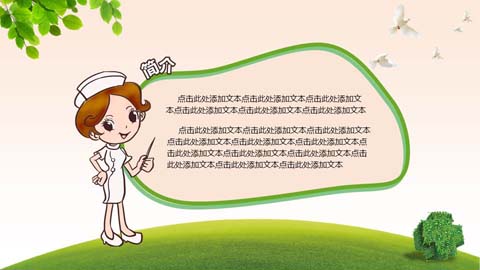 简介
点击此处添加文本点击此处添加文本点击此处添加文
本点击此处添加文本点击此处添加文本点击此处添加文本
点击此处添加文本点击此处添加文本点击此处添加文本
点击此处添加文本点击此处添加文本点击此处添加文本点
击此处添加文本点击此处添加文本点击此处添加文本点击
此处添加文本点击此处添加文本点击此处添加文本